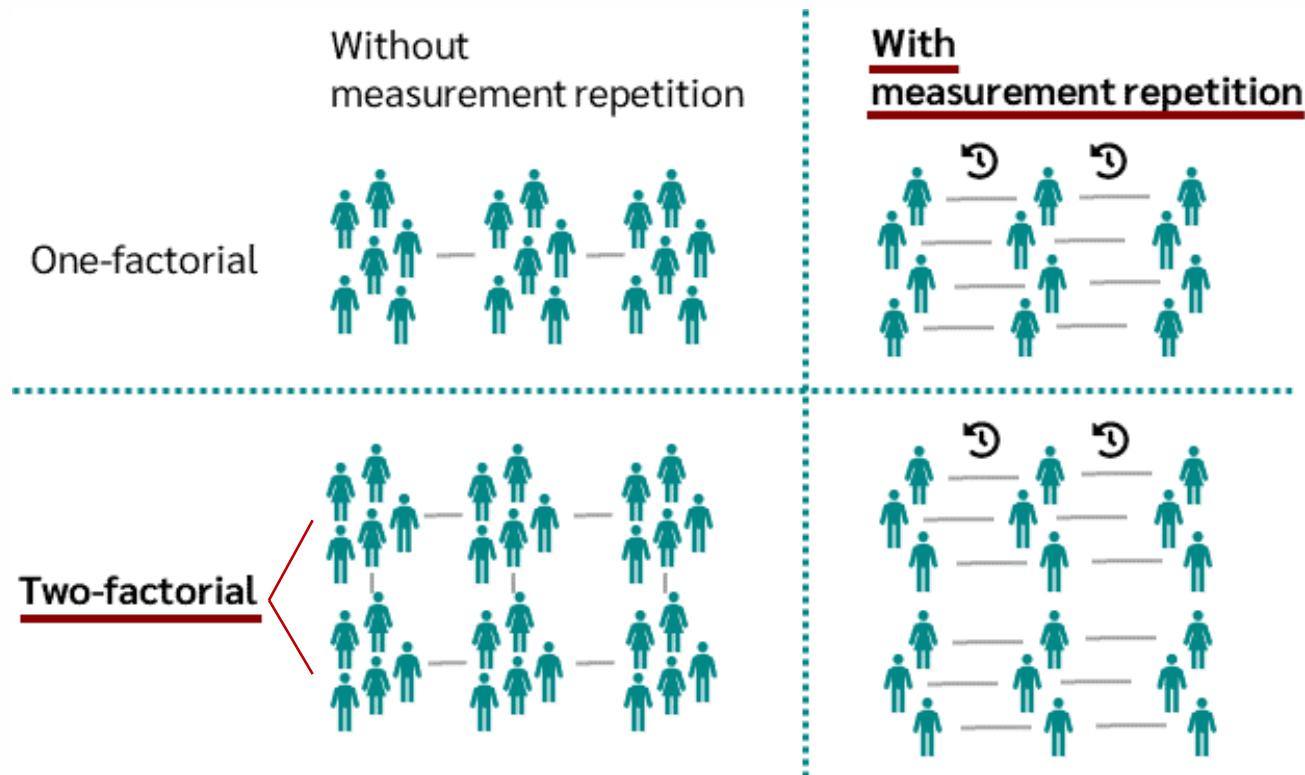 Without
measurement repetition
With
measurement repetition
One-factorial
Two-factorial